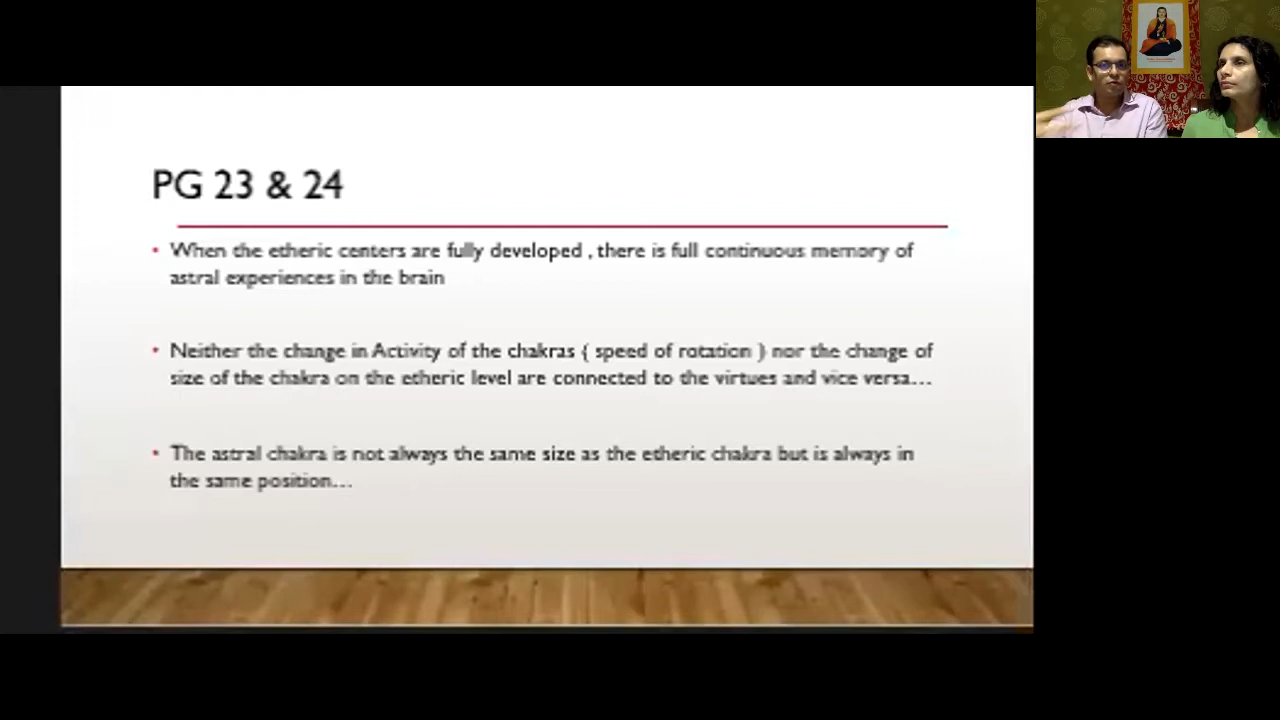 PG 23 & 24
• When the etheric centers are fully developed , there is full continuous memory of
astral experiences in the brain
• Neither the change in Activity of the chakras ( speed of rotation ) nor the change of
size of the chakra on the etheric level are connected to the virtues and vice versa...
• The astral chakra is not always the same size as the etheric chakra but is always in
the same position...